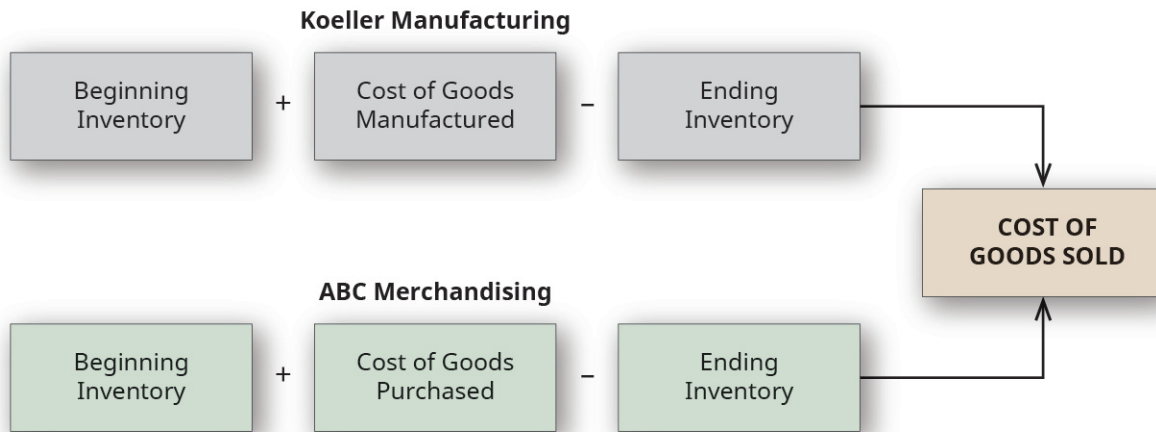 Koeller Manufacturing
Beginning
Inventory
+
Cost of Goods
Manufactured
–
Ending
Inventory
COST OF
GOODS SOLD
ABC Merchandising
Beginning
Inventory
+
Cost of Goods
Purchased
–
Ending
Inventory